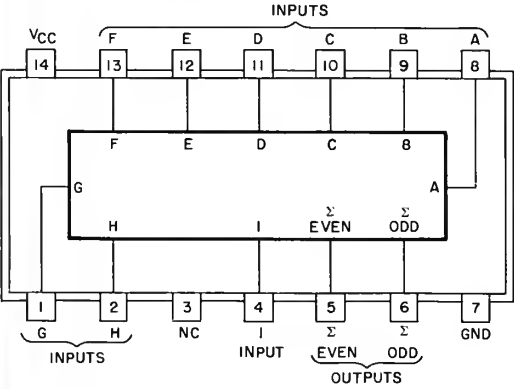 INPUTS
VCC F E D C B A
14 13 12 11 10 9 8
F E D C B
G A
Σ Σ
H I EVEN ODD
1 2 3 4 5 6 7
G H NC I Σ Σ GND
INPUTS INPUT EVEN ODD
OUTPUTS